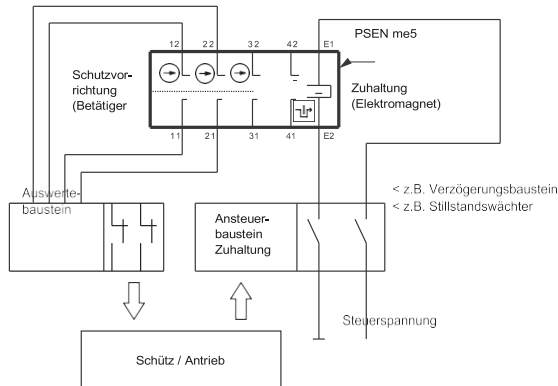 PSEN me5
12 22 32 42 E1
Schutzvor-
richtung
(Betätiger
Zuhaltung
(Elektromagnet)
11 21 31 41 E2
Auswerte-
baustein
Ansteuer-
baustein
Zuhaltung
< z.B. Verzögerungsbaustein
< z.B. Stillstandswächter
Steuerspannung
Schütz / Antrieb